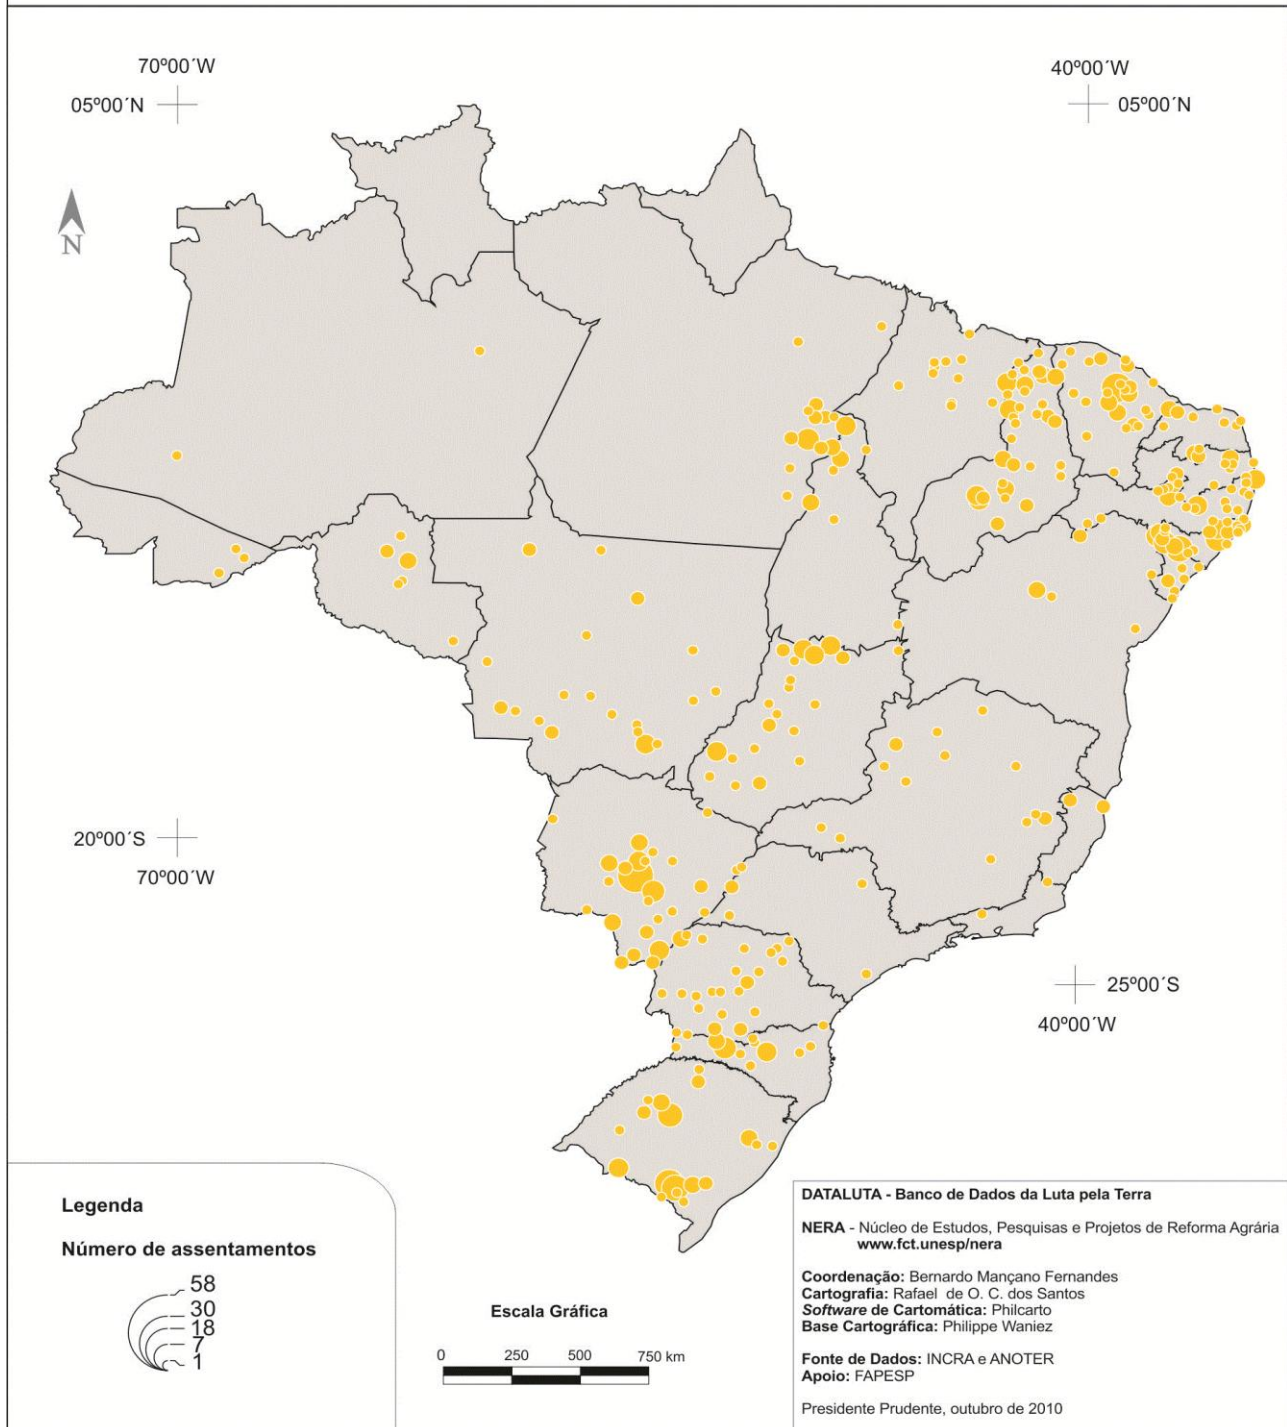 70º00´W
40º00´W
05º00´N
05º00´N
N
20º00´S
70º00´W
25º00´S
40º00´W
Legenda
Número de assentamentos
58
30
18
7
1
Escala Gráfica
0 250 500 750 km
DATALUTA - Banco de Dados da Luta pela Terra
NERA - Núcleo de Estudos, Pesquisas e Projetos de Reforma Agrária
www.fct.unesp/nera
Coordenação: Bernardo Mançano Fernandes
Cartografia: Rafael de O. C. dos Santos
Software de Cartomática: Philcarto
Base Cartográfica: Philippe Waniez
Fonte de Dados: INCRA e ANOTER
Apoio: FAPESP
Presidente Prudente, outubro de 2010